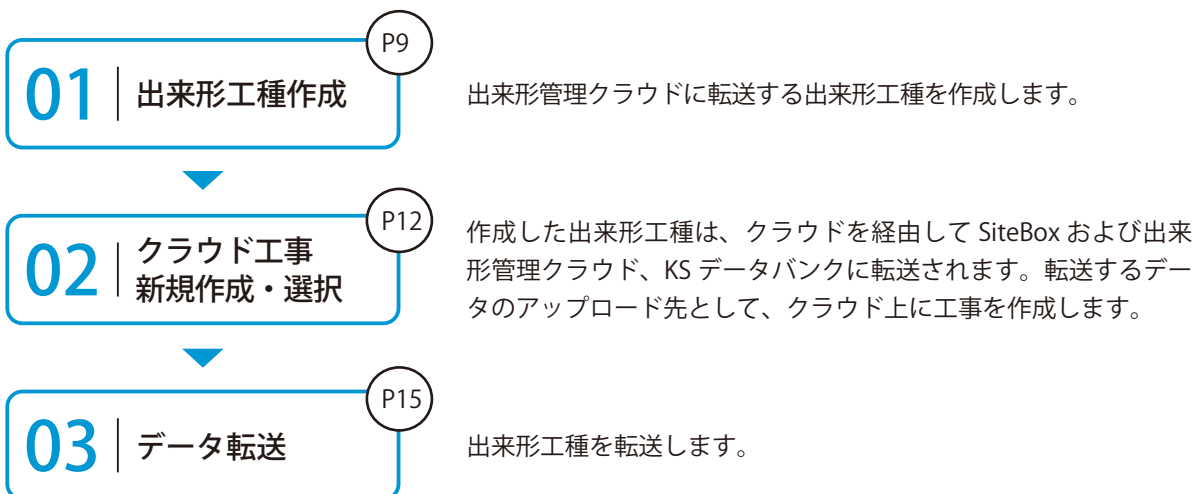 P9
01 出来形工種作成
出来形管理クラウドに転送する出来形工種を作成します。
P12
02 クラウド工事
新規作成・選択
作成した出来形工種は、クラウドを経由して SiteBox および出来
形管理クラウド、KS データバンクに転送されます。転送するデー
タのアップロード先として、クラウド上に工事を作成します。
P15
03 データ転送
出来形工種を転送します。